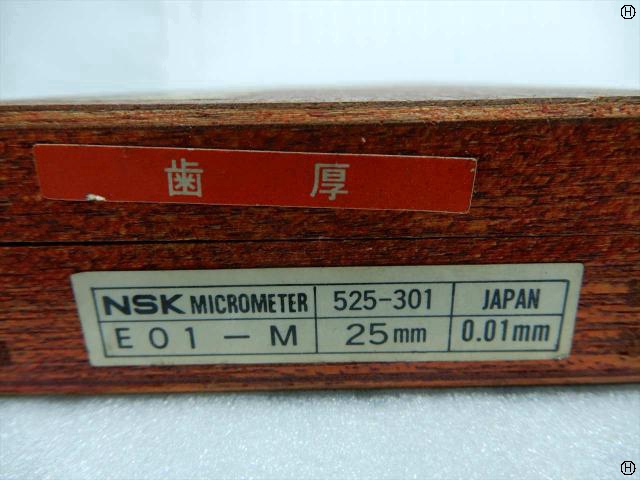 歯 厚
NSK MICROMETER 525-301 JAPAN
E01-M 25mm 0.01mm